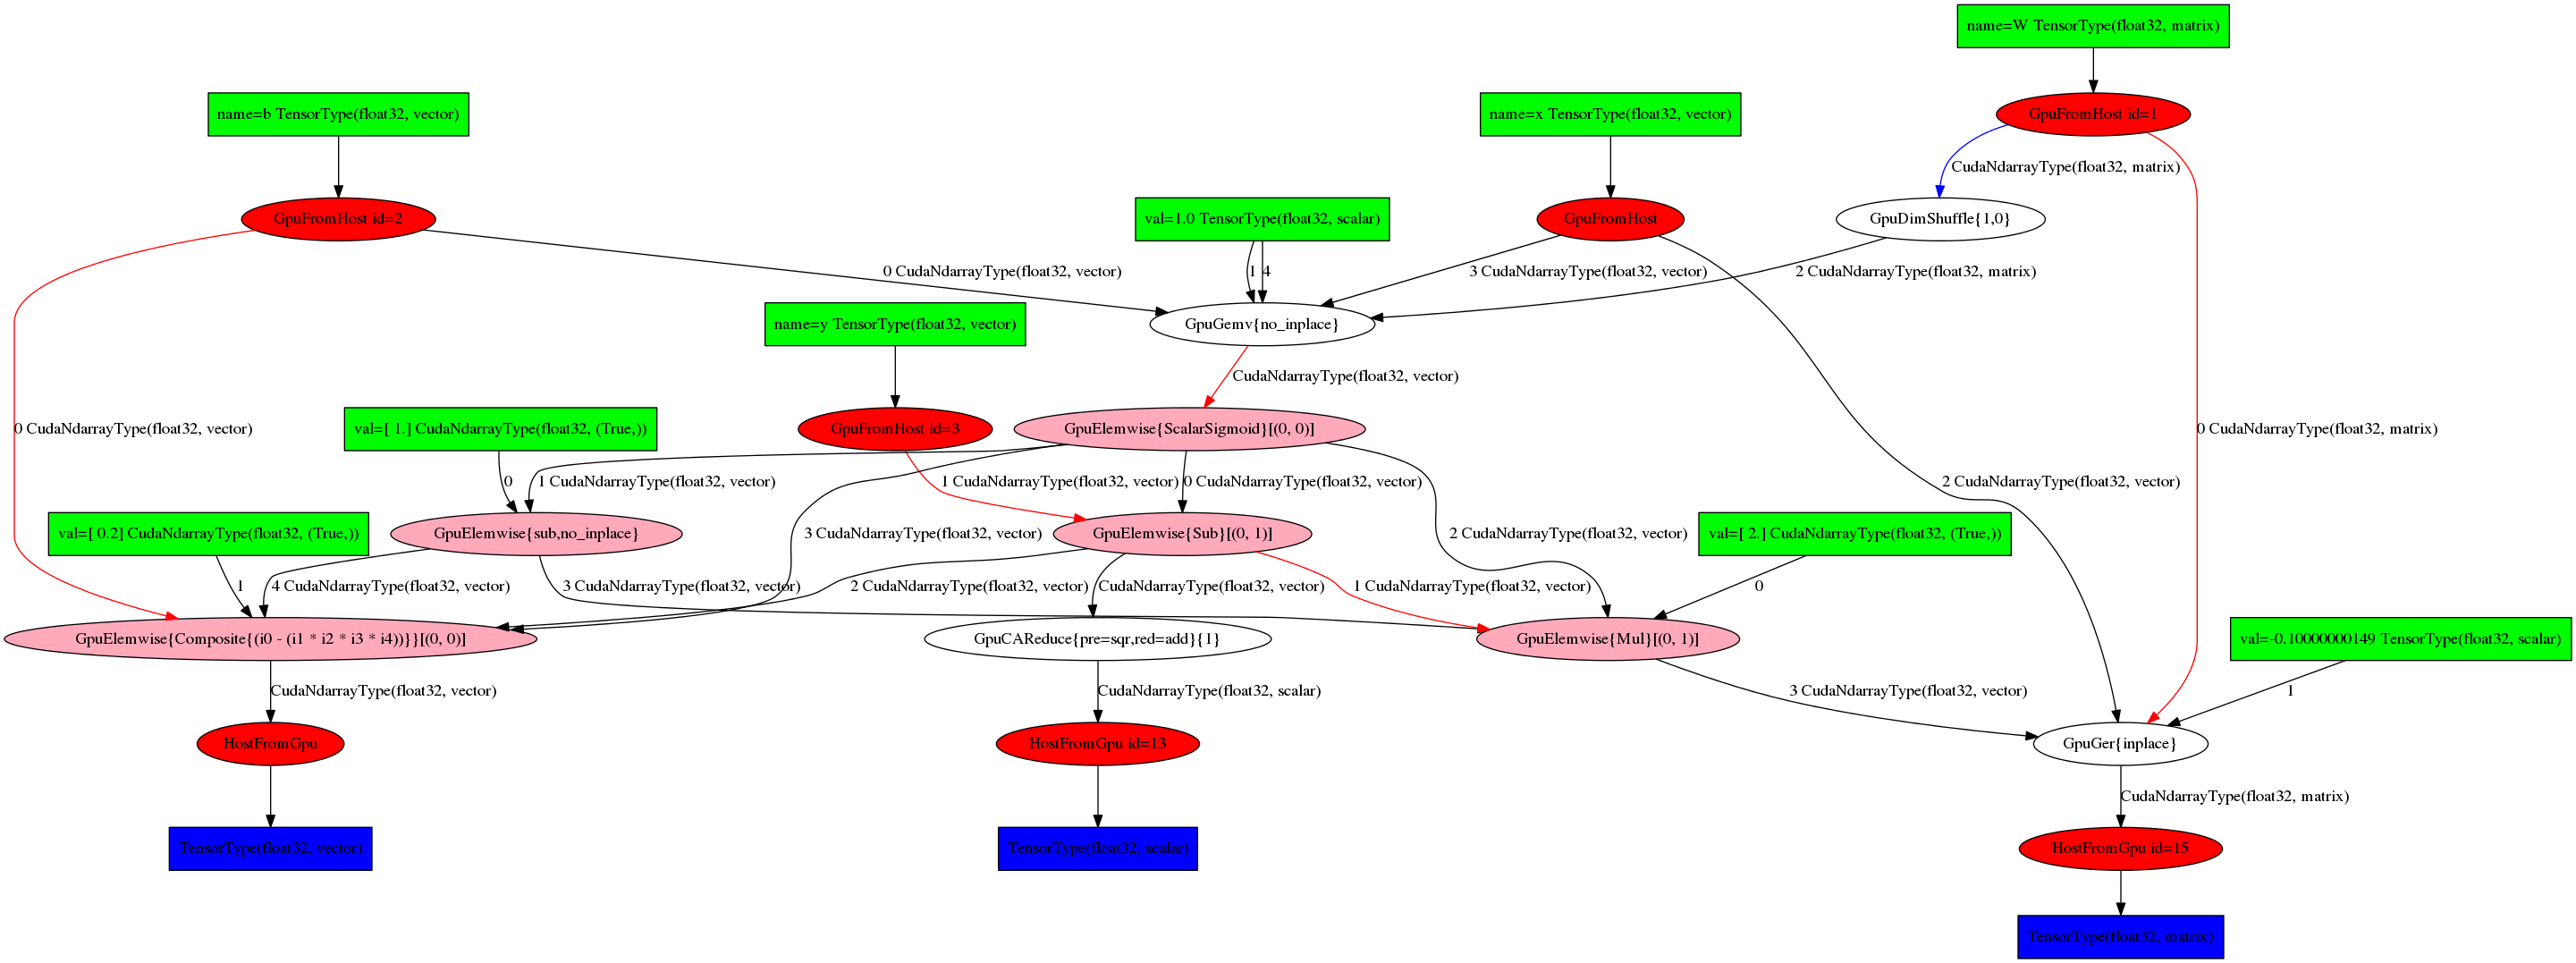 name=W TensorType(float32, matrix)
name=b TensorType(float32, vector)
name=x TensorType(float32, vector)
GpuFromHost id=1
CudaNdarrayType(float32, matrix)
GpuFromHost id=2
val=1.0 TensorType(float32, scalar)
GpuFromHost
GpuDimShuffle{1,0}
0 CudaNdarrayType(float32, vector)
1
4
3 CudaNdarrayType(float32, vector)
2 CudaNdarrayType(float32, matrix)
name=y TensorType(float32, vector)
GpuGemv{no_inplace}
CudaNdarrayType(float32, vector)
0 CudaNdarrayType(float32, vector)
val=[ 1.] CudaNdarrayType(float32, (True,))
GpuFromHost id=3
GpuElemwise{ScalarSigmoid}[(0, 0)]
0 CudaNdarrayType(float32, matrix)
0
1 CudaNdarrayType(float32, vector)
1 CudaNdarrayType(float32, vector)
0 CudaNdarrayType(float32, vector)
2 CudaNdarrayType(float32, vector)
val=[ 0.2] CudaNdarrayType(float32, (True,))
GpuElemwise{sub,no_inplace}
3 CudaNdarrayType(float32, vector)
GpuElemwise{Sub}[(0, 1)]
2 CudaNdarrayType(float32, vector)
val=[ 2.] CudaNdarrayType(float32, (True,))
1
4 CudaNdarrayType(float32, vector)
3 CudaNdarrayType(float32, vector)
2 CudaNdarrayType(float32, vector)
CudaNdarrayType(float32, vector)
1 CudaNdarrayType(float32, vector)
0
GpuElemwise{Composite{(i0 - (i1 * i2 * i3 * i4))}}[(0, 0)]
GpuCAReduce{pre=sqr,red=add}{1}
GpuElemwise{Mul}[(0, 1)]
val=-0.10000000149 TensorType(float32, scalar)
CudaNdarrayType(float32, vector)
CudaNdarrayType(float32, scalar)
3 CudaNdarrayType(float32, vector)
1
HostFromGpu
HostFromGpu id=13
GpuGer{inplace}
CudaNdarrayType(float32, matrix)
TensorType(float32, vector)
TensorType(float32, scalar)
HostFromGpu id=15
TensorType(float32, matrix)